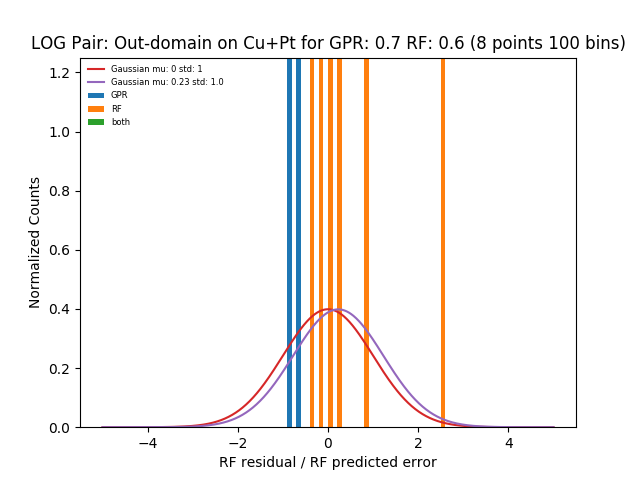 LOG Pair: Out-domain on Cu+Pt for GPR: 0.7 RF: 0.6 (8 points 100 bins)
Gaussian mu: 0 std: 1
Gaussian mu: 0.23 std: 1.0
GPR
RF
both
Normalized Counts
1.2
1.0
0.8
0.6
0.4
0.2
0.0
−4 −2 0 2 4
RF residual / RF predicted error